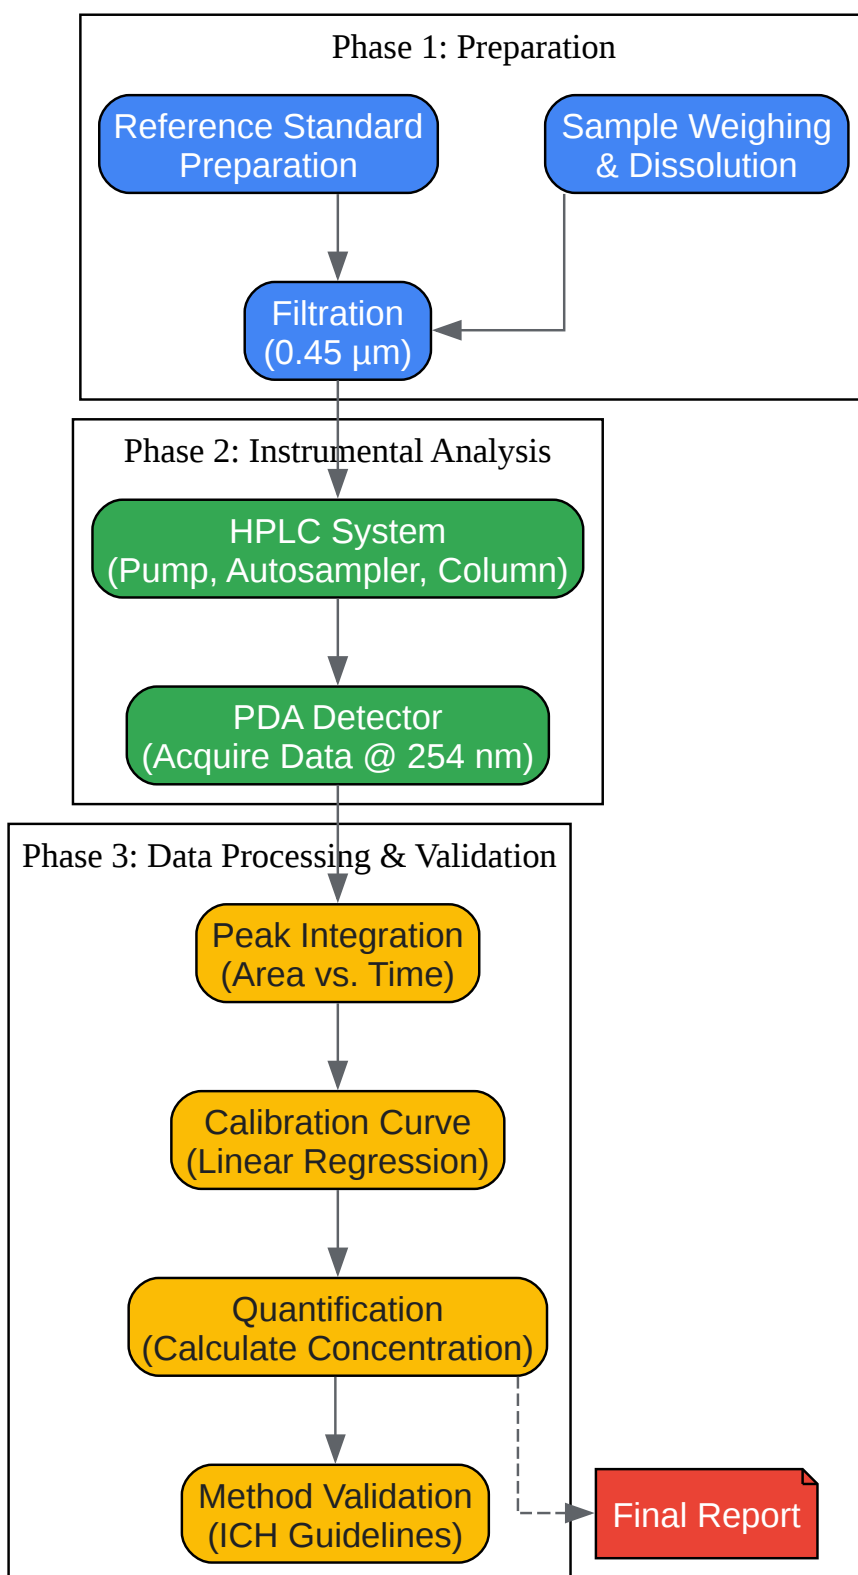 Phase 1: Preparation
Reference Standard
Preparation
Sample Weighing
& Dissolution
Filtration
(0.45 µm)
Phase 2: Instrumental Analysis
HPLC System
(Pump, Autosampler, Column)
PDA Detector
(Acquire Data @ 254 nm)
Phase 3: Data Processing & Validation
Peak Integration
(Area vs. Time)
Calibration Curve
(Linear Regression)
Quantification
(Calculate Concentration)
Method Validation
(ICH Guidelines)
Final Report